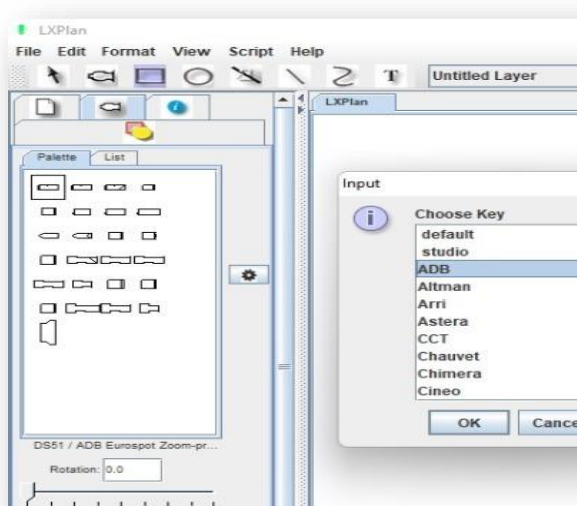 LXPlan
File Edit Format View Script Help
T
Untitled Layer
LXPlan
Palette List
DS51 / ADB Eurospot Zoom-pr...
Rotation: 0.0
Input
Choose Key
default
studio
ADB
Altman
Arri
Astera
CCT
Chauvet
Chimera
Cineo
OK Cance